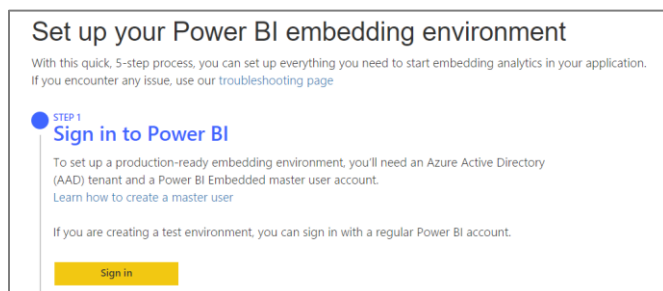 Set up your Power BI embedding environment
With this quick, 5-step process, you can set up everything you need to start embedding analytics in your application.
If you encounter any issue, use our troubleshooting page
STEP 1
Sign in to Power BI
To set up a production-ready embedding environment, you'll need an Azure Active Directory
(AAD) tenant and a Power BI Embedded master user account.
Learn how to create a master user
If you are creating a test environment, you can sign in with a regular Power BI account.
Sign in